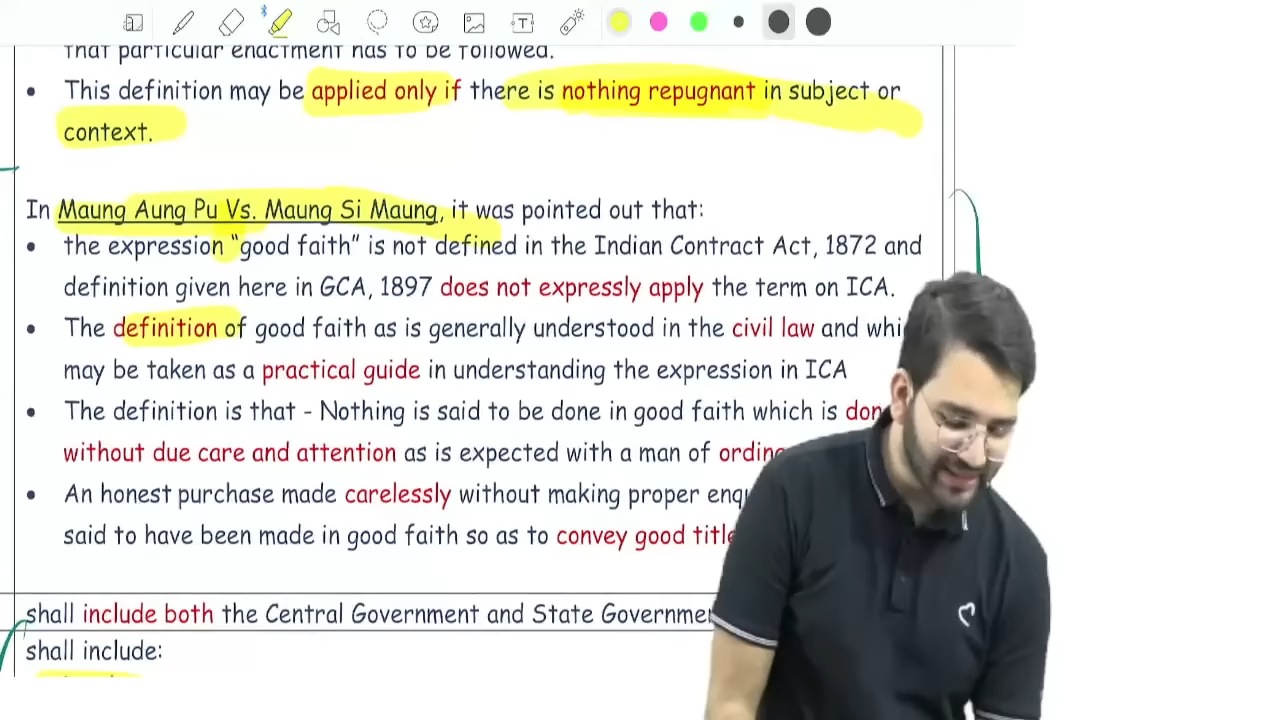 that particular enactment has to be followed.
• This definition may be applied only if there is nothing repugnant in subject or
context.
In Maung Aung Pu Vs. Maung Si Maung, it was pointed out that:
• the expression “good faith” is not defined in the Indian Contract Act, 1872 and
definition given here in GCA, 1897 does not expressly apply the term on ICA.
• The definition of good faith as is generally understood in the civil law and
may be taken as a practical guide in understanding the expression in ICA
• The definition is that - Nothing is said to be done in good faith which is
without due care and attention as is expected with a man of
• An honest purchase made carelessly without making proper
said to have been made in good faith so as to convey good title
shall include both the Central Government and State
shall include: